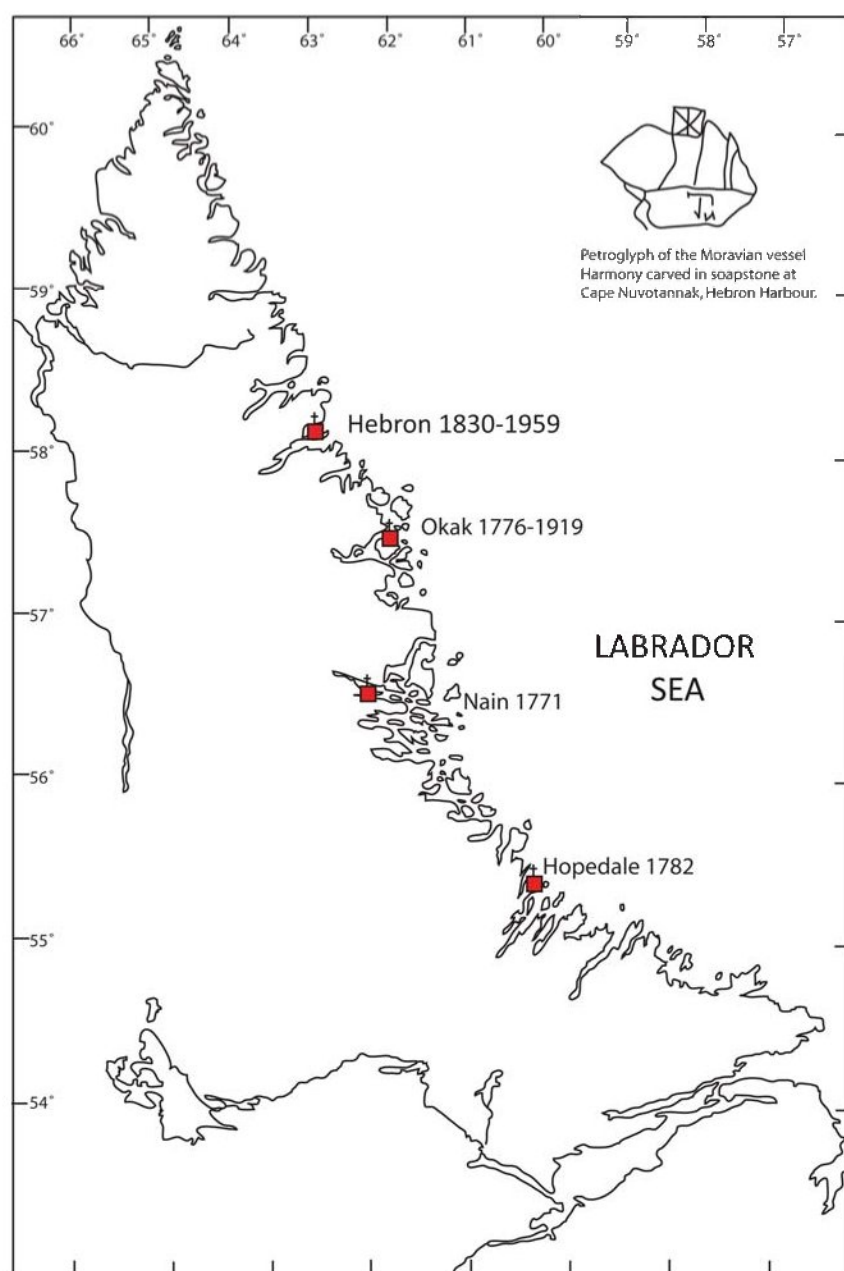 66° 65° 64° 63° 62° 61° 60° 59° 58° 57°
60°
Petroglyph of the Moravian vessel
Harmony carved in soapstone at
Cape Nuvotannak, Hebron Harbour.
59°
Hebron 1830-1959
58°
Okak 1776-1919
57°
LABRADOR
SEA
Nain 1771
56°
Hopedale 1782
55°
54°